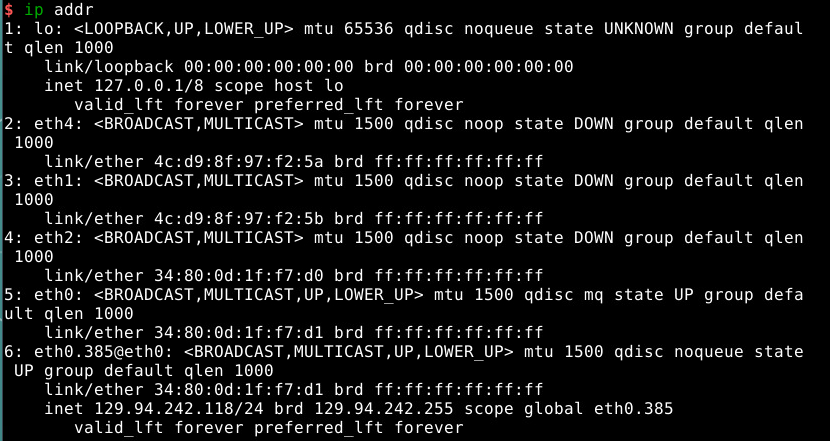 $ ip addr
1: lo: <LOOPBACK,UP,LOWER_UP> mtu 65536 qdisc noqueue state UNKNOWN group defaul
t qlen 1000
    link/loopback 00:00:00:00:00:00 brd 00:00:00:00:00:00
    inet 127.0.0.1/8 scope host lo
       valid_lft forever preferred_lft forever
2: eth4: <BROADCAST,MULTICAST> mtu 1500 qdisc noop state DOWN group default qlen
 1000
    link/ether 4c:d9:8f:97:f2:5a brd ff:ff:ff:ff:ff:ff
3: eth1: <BROADCAST,MULTICAST> mtu 1500 qdisc noop state DOWN group default qlen
 1000
    link/ether 4c:d9:8f:97:f2:5b brd ff:ff:ff:ff:ff:ff
4: eth2: <BROADCAST,MULTICAST> mtu 1500 qdisc noop state DOWN group default qlen
 1000
    link/ether 34:80:0d:1f:f7:d0 brd ff:ff:ff:ff:ff:ff
5: eth0: <BROADCAST,MULTICAST,UP,LOWER_UP> mtu 1500 qdisc mq state UP group defa
ult qlen 1000
    link/ether 34:80:0d:1f:f7:d1 brd ff:ff:ff:ff:ff:ff
6: eth0.385@eth0: <BROADCAST,MULTICAST,UP,LOWER_UP> mtu 1500 qdisc noqueue state
 UP group default qlen 1000
    link/ether 34:80:0d:1f:f7:d1 brd ff:ff:ff:ff:ff:ff
    inet 129.94.242.118/24 brd 129.94.242.255 scope global eth0.385
       valid_lft forever preferred_lft forever